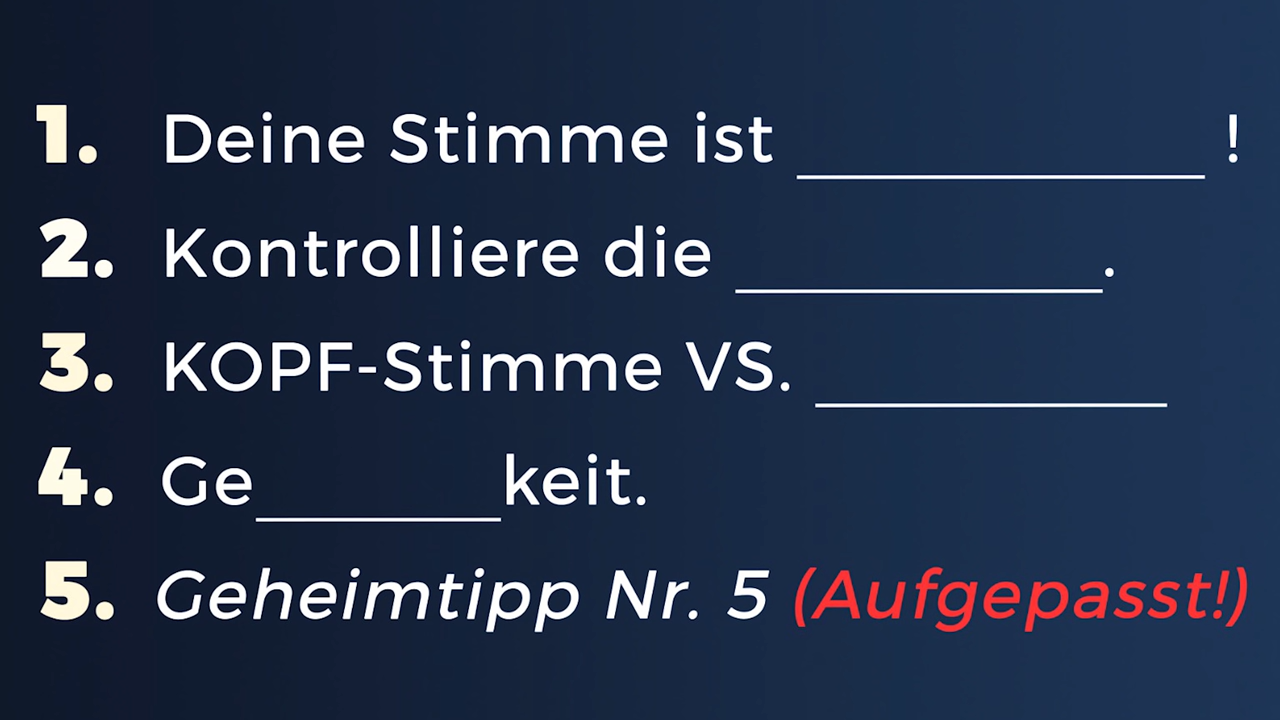 1. Deine Stimme ist ____________ !
2. Kontrolliere die ___________.
3. KOPF-Stimme VS. ___________
4. Ge_______keit.
5. Geheimtipp Nr. 5 (Aufgepasst!)